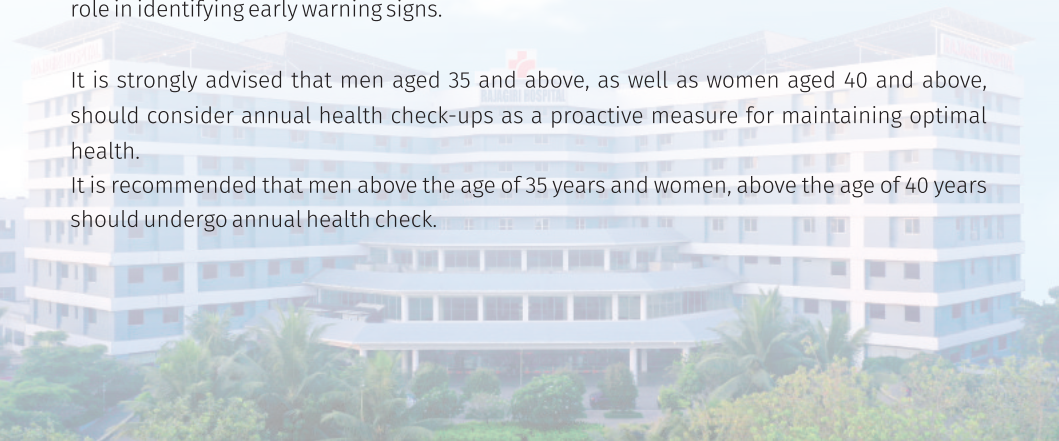 role in identifying early warning signs.
It is strongly advised that men aged 35 and above, as well as women aged 40 and above,
should consider annual health check-ups as a proactive measure for maintaining optimal
health.
It is recommended that men above the age of 35 years and women, above the age of 40 years
should undergo annual health check.